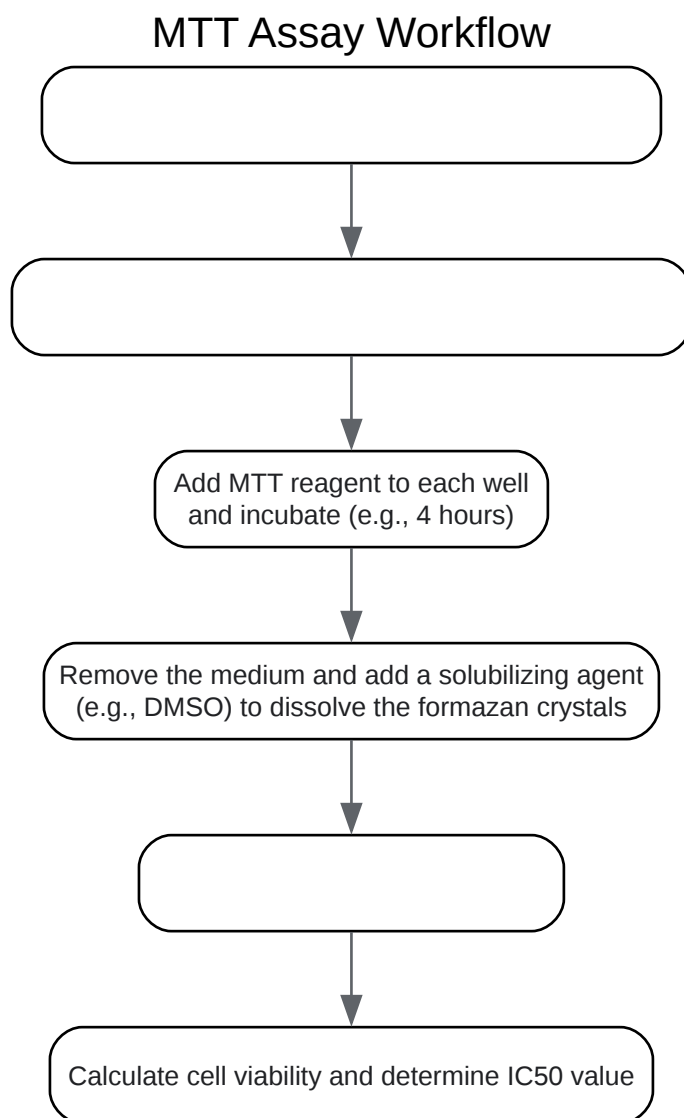 MTT Assay Workflow
Add MTT reagent to each well
and incubate (e.g., 4 hours)
Remove the medium and add a solubilizing agent
(e.g., DMSO) to dissolve the formazan crystals
Calculate cell viability and determine IC50 value